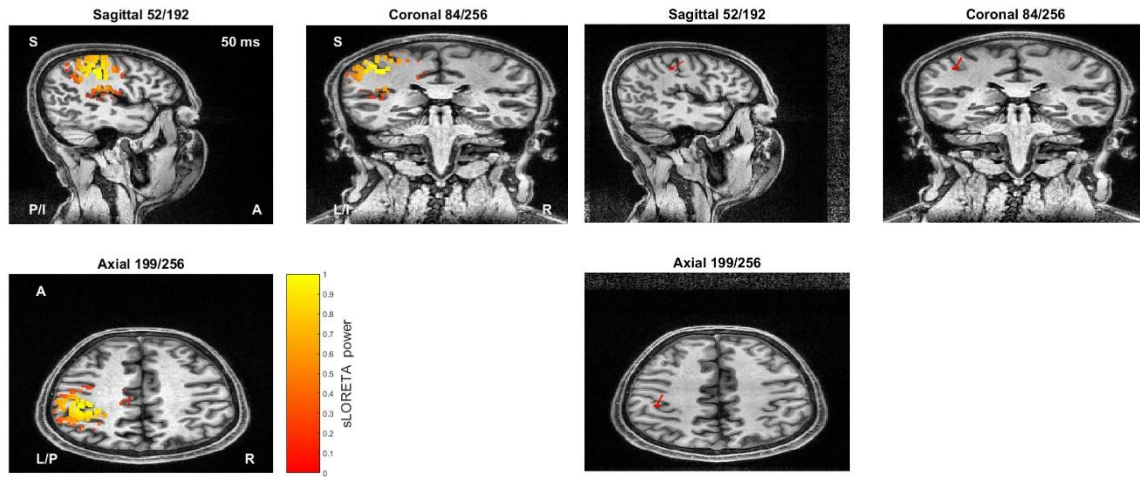 Sagittal 52/192
Coronal 84/256
Sagittal 52/192
Coronal 84/256
S
50 ms
S
P/I
A
L/I
R
Axial 199/256
Axial 199/256
A
1
0.9
0.8
0.7
0.6
0.5
0.4
0.3
0.2
0.1
0
sLORETA power
L/P
R